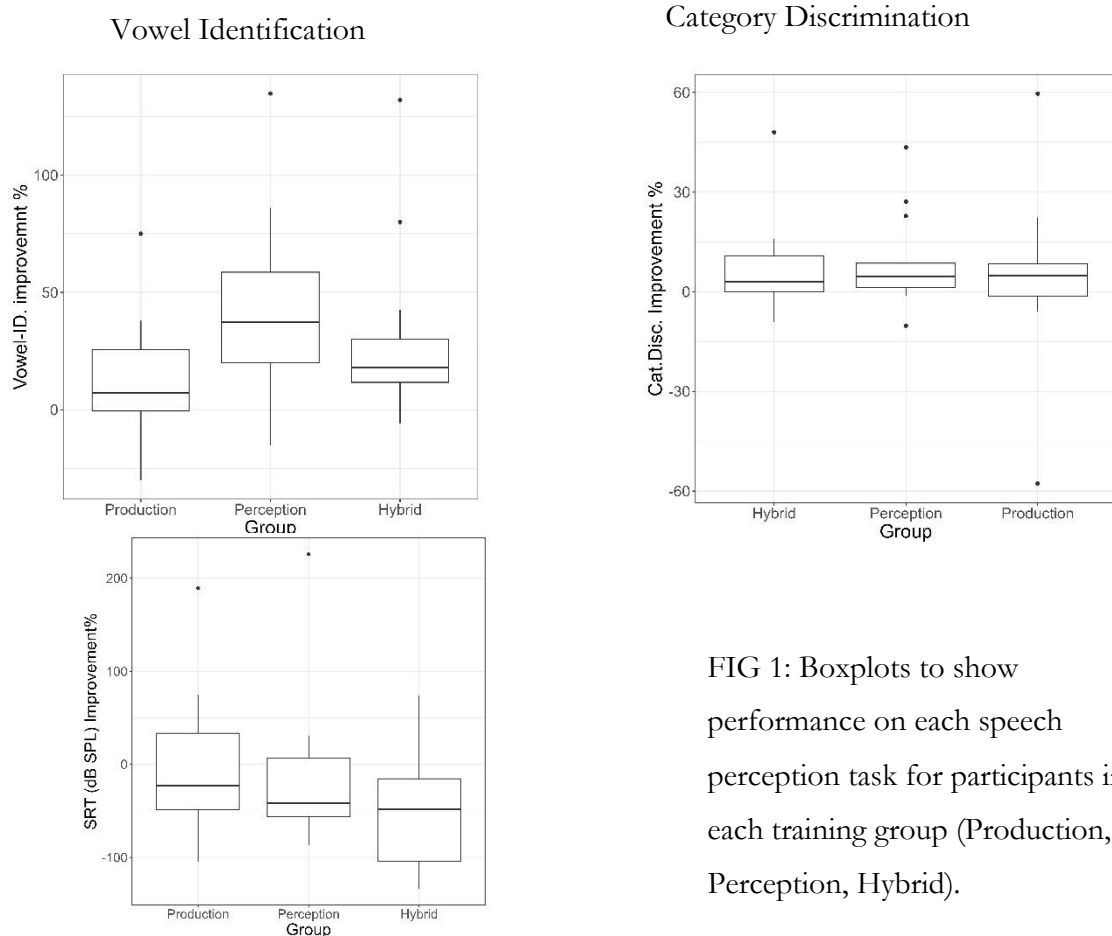 Vowel Identification
Vowel-ID. improvemnt %
100
50
0
Production Perception Hybrid
Group
Category Discrimination
Cat.Disc. Improvement %
60
30
0
-30
-60
Hybrid Perception Production
Group
SRT (dB SPL) Improvement%
200
100
0
-100
Production Perception Hybrid
Group
FIG 1: Boxplots to show
performance on each speech
perception task for participants i
each training group (Production,
Perception, Hybrid).